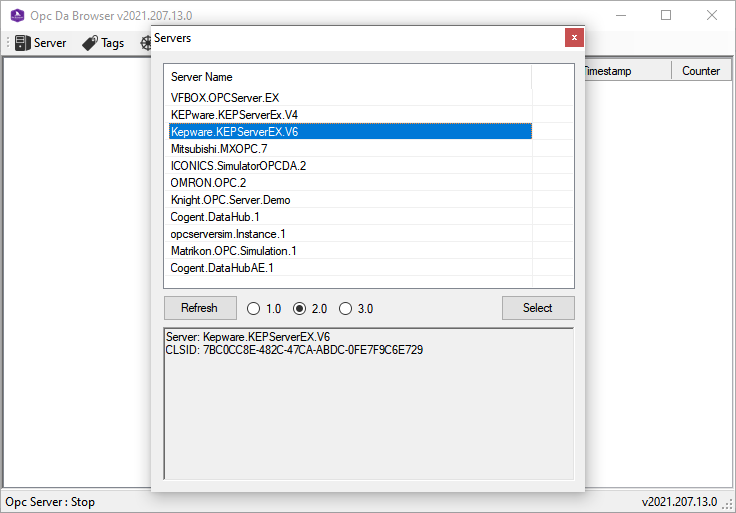 Opc Da Browser v2021.207.13.0
Server
Tags
Servers
x
Timestamp
Counter
Server Name
VFBOX.OPCServer.EX
KEPware.KEPServerEx.V4
Kepware.KEPServerEX.V6
Mitsubishi.MXOPC.7
ICONICS.SimulatorOPCDA.2
OMRON.OPC.2
Knight.OPC.Server.Demo
Cogent.DataHub.1
opcserversim.Instance.1
Matrikon.OPC.Simulation.1
Cogent.DataHubAE.1
Refresh
1.0
2.0
3.0
Select
Server: Kepware.KEPServerEX.V6
CLSID: 7BC0CC8E-482C-47CA-ABDC-0FE7F9C6E729
Opc Server : Stop
v2021.207.13.0